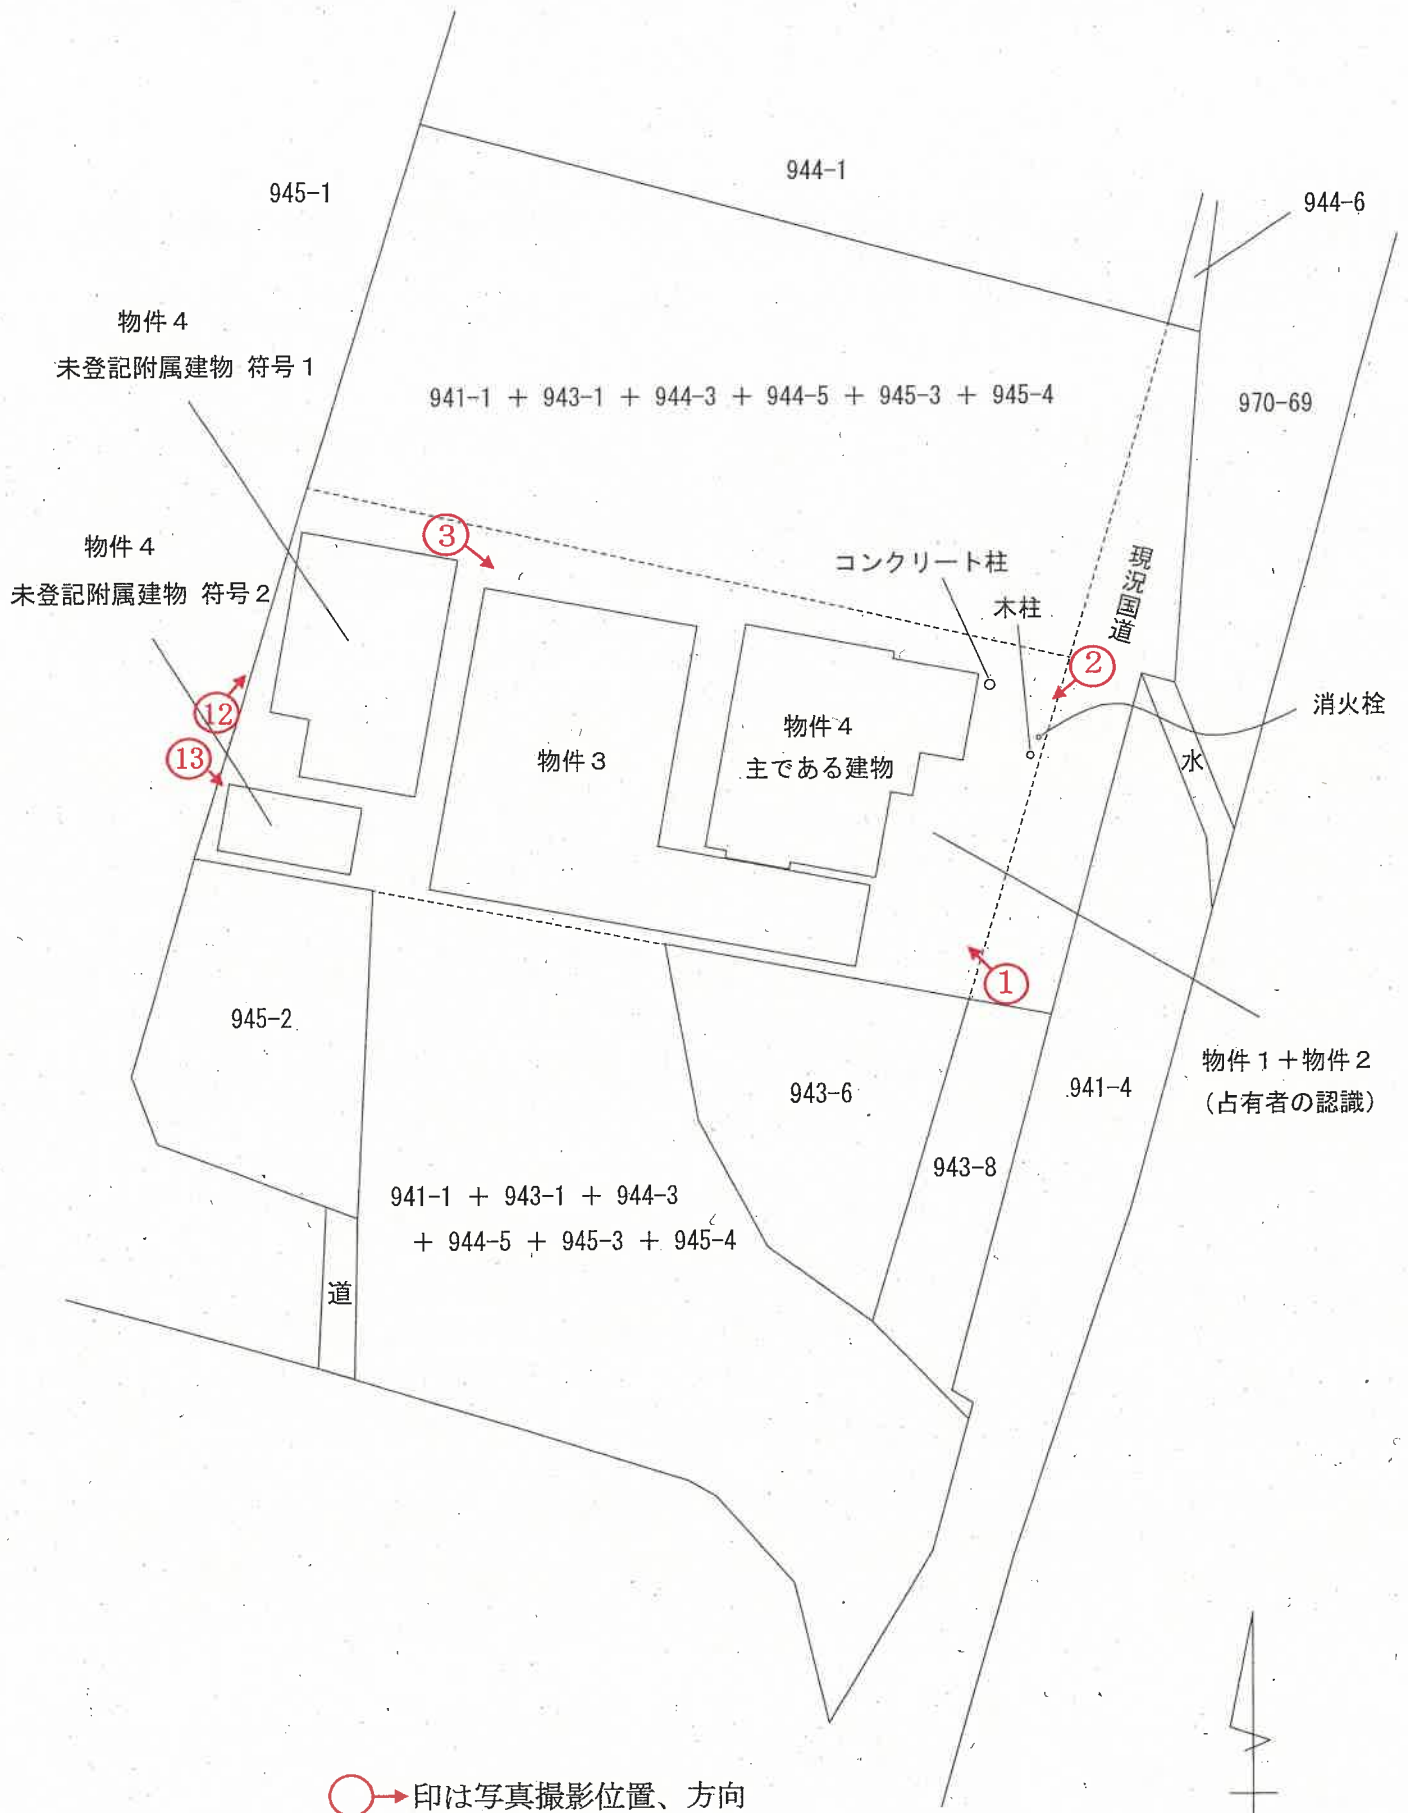 944-1
945-1
944-6
物件4
未登記附属建物 符号1
941-1 + 943-1 + 944-3 + 944-5 + 945-3 + 945-4
970-69
③
物件4
未登記附属建物 符号2
コンクリート柱
木柱
現況国道
②
消火栓
⑫
⑬
物件3
物件4
主である建物
水
①
945-2
943-6
941-4
物件1+物件2
(占有者の認識)
943-8
941-1 + 943-1 + 944-3
+ 944-5 + 945-3 + 945-4
道
○→印は写真撮影位置、方向